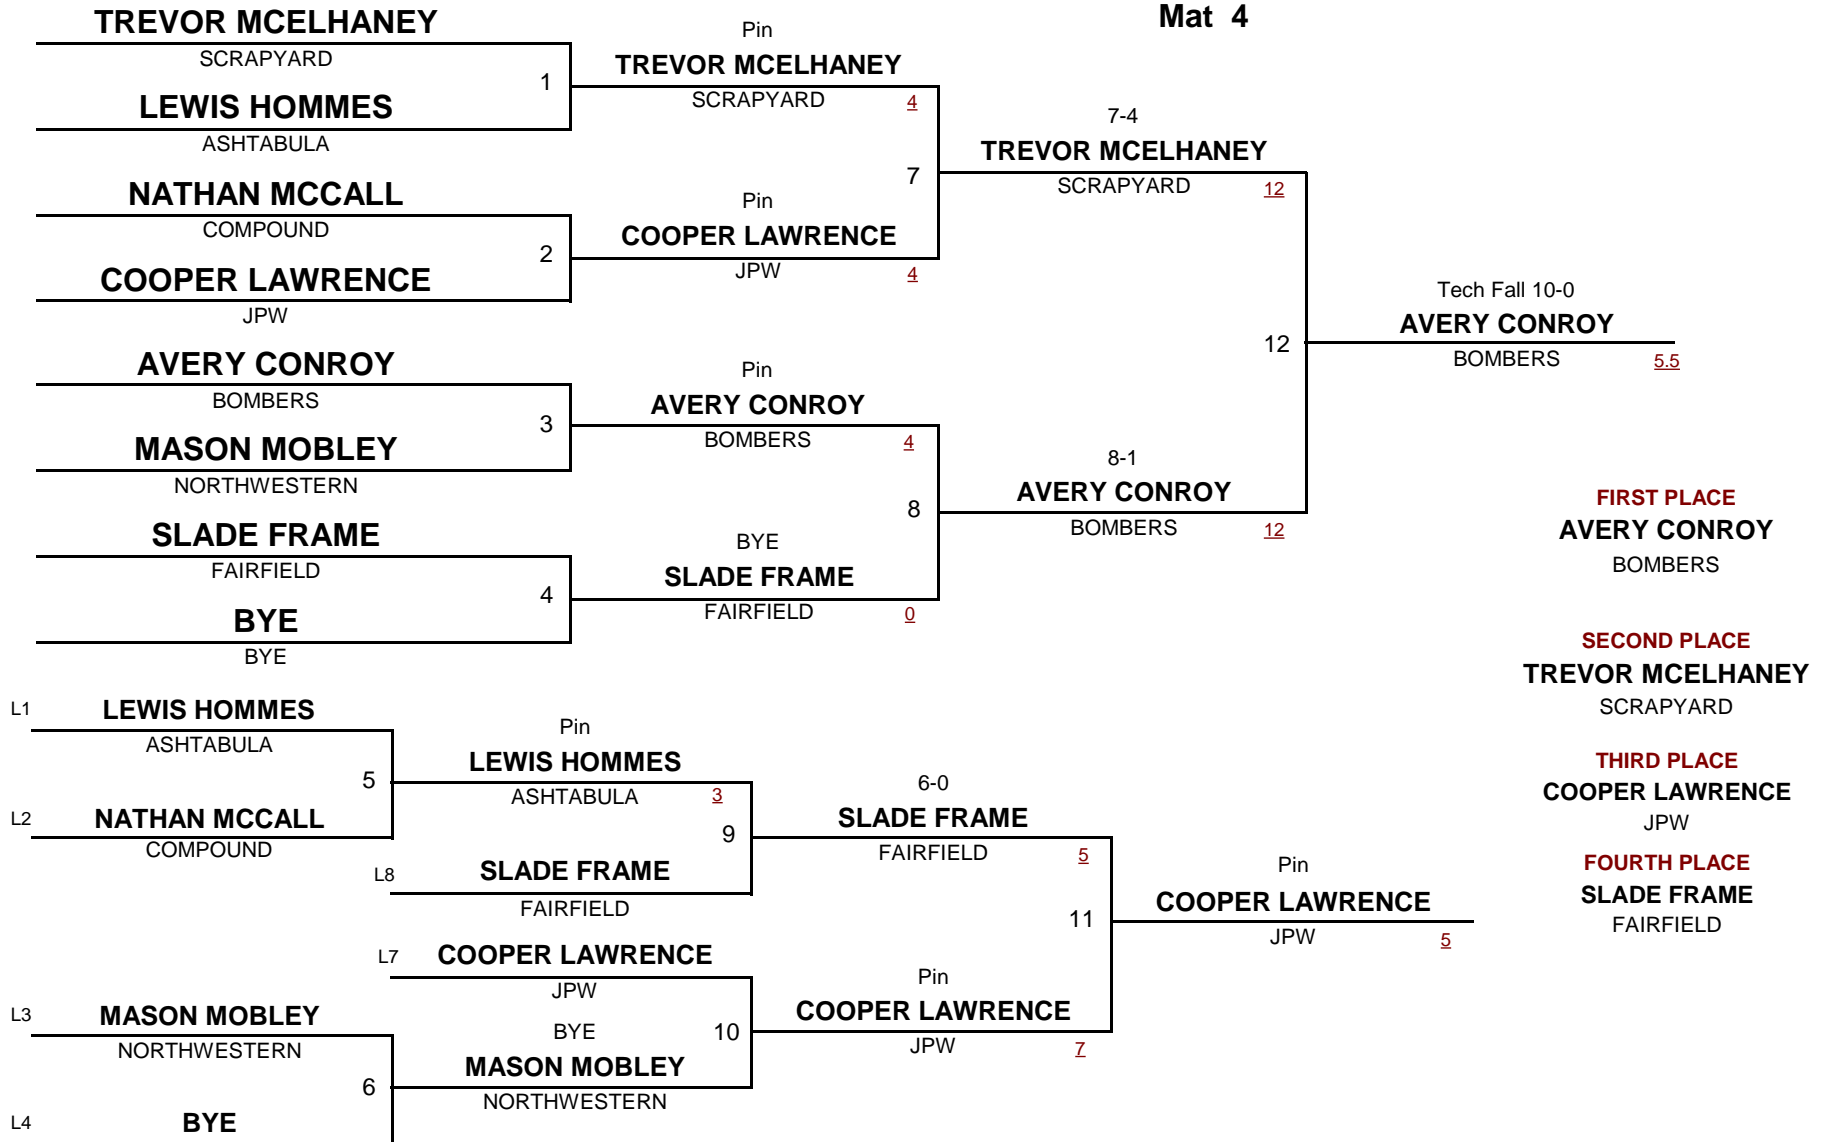 Mat 4
TREVOR MCELHANEY
SCRAPYARD
1
LEWIS HOMMES
ASHTABULA
NATHAN MCCALL
COMPOUND
2
COOPER LAWRENCE
JPW
AVERY CONROY
BOMBERS
3
MASON MOBLEY
NORTHWESTERN
SLADE FRAME
FAIRFIELD
4
BYE
BYE
Pin
TREVOR MCELHANEY
SCRAPYARD 4
7
Pin
COOPER LAWRENCE
JPW 4
Pin
AVERY CONROY
BOMBERS 4
8
BYE
SLADE FRAME
FAIRFIELD 0
7-4
TREVOR MCELHANEY
SCRAPYARD 12
12
8-1
AVERY CONROY
BOMBERS 12
Tech Fall 10-0
AVERY CONROY
BOMBERS 5.5
FIRST PLACE
AVERY CONROY
BOMBERS
SECOND PLACE
TREVOR MCELHANEY
SCRAPYARD
THIRD PLACE
COOPER LAWRENCE
JPW
FOURTH PLACE
SLADE FRAME
FAIRFIELD
L1 LEWIS HOMMES
ASHTABULA
5
L2 NATHAN MCCALL
COMPOUND
Pin
LEWIS HOMMES
ASHTABULA 3
9
L8 SLADE FRAME
FAIRFIELD
6-0
SLADE FRAME
FAIRFIELD 5
11
L7 COOPER LAWRENCE
JPW
10
BYE
MASON MOBLEY
NORTHWESTERN
L3 MASON MOBLEY
NORTHWESTERN
6
L4 BYE
Pin
COOPER LAWRENCE
JPW 7
Pin
COOPER LAWRENCE
JPW 5